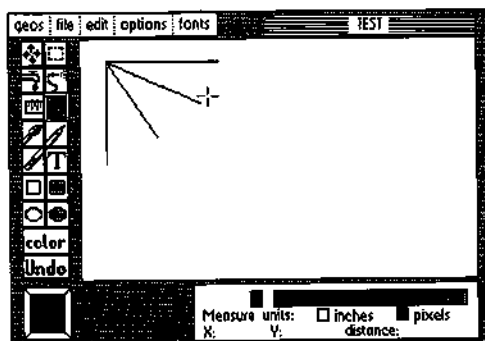 geos file edit options fonts TEST
T
color
Undo
Measure units: inches pixels
X: Y: distance: